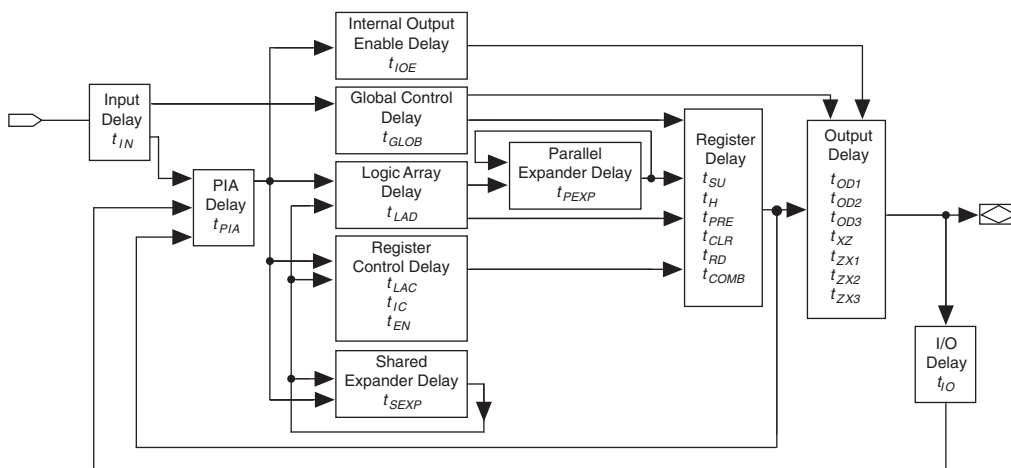 Internal Output
Enable Delay
tIOE
Input
Delay
tIN
Global Control
Delay
tGLOB
PIA
Delay
tPIA
Logic Array
Delay
tLAD
Parallel
Expander Delay
tPEXP
Register
Control Delay
tLAC
tIC
tEN
Shared
Expander Delay
tSEXP
Register
Delay
tSU
tH
tPRE
tCLR
tRD
tCOMB
Output
Delay
tOD1
tOD2
tOD3
tXZ
tZX1
tZX2
tZX3
I/O
Delay
tIO